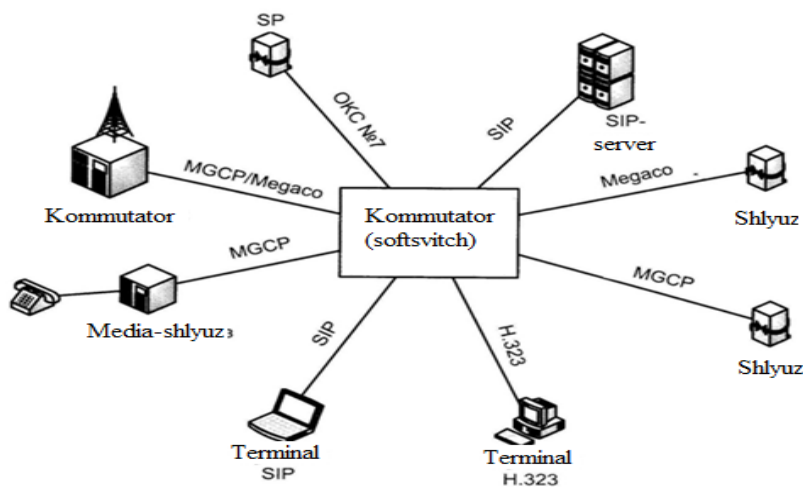 SP
ОКС №7
SIP
SIP-
server
MGCP/Megaco
Megaco
Kommutator
Kommutator
(softsvitch)
Shlyuz
MGCP
MGCP
Media-shlyuz
SIP
H.323
Shlyuz
Terminal
SIP
Terminal
H.323